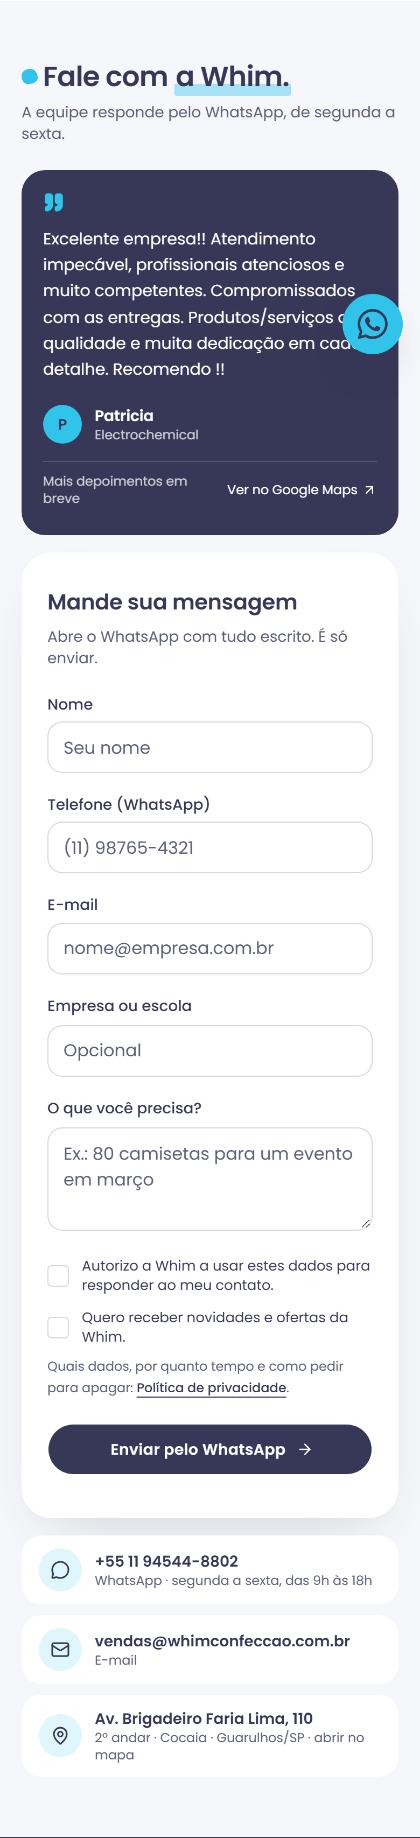 Fale com a Whim.
A equipe responde pelo WhatsApp, de segunda a
sexta.
Excelente empresa!! Atendimento
impecável, profissionais atenciosos e
muito competentes. Compromissados
com as entregas. Produtos/serviços
qualidade e muita dedicação em cada
detalhe. Recomendo !!
P
Patricia
Electrochemical
Mais depoimentos em
breve
Ver no Google Maps
Mande sua mensagem
Abre o WhatsApp com tudo escrito. É só
enviar.
Nome
Seu nome
Telefone (WhatsApp)
(11) 98765-4321
E-mail
nome@empresa.com.br
Empresa ou escola
Opcional
O que você precisa?
Ex.: 80 camisetas para um evento
em março
Autorizo a Whim a usar estes dados para
responder ao meu contato.
Quero receber novidades e ofertas da
Whim.
Quais dados, por quanto tempo e como pedir
para apagar: Política de privacidade.
Enviar pelo WhatsApp →
+55 11 94544-8802
WhatsApp · segunda a sexta, das 9h às 18h
vendas@whimconfeccao.com.br
E-mail
Av. Brigadeiro Faria Lima, 110
2º andar · Cocaia · Guarulhos/SP · abrir no
mapa